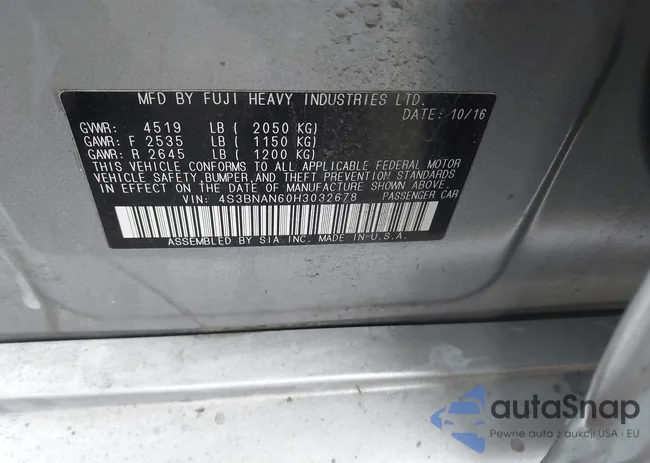 MFD BY FUJI HEAVY INDUSTRIES LTD.
DATE: 10/16
GVWR: 4519 LB ( 2050 KG)
GAWR: F 2535 LB ( 1150 KG)
GAWR: R 2645 LB ( 1200 KG)
THIS VEHICLE CONFORMS TO ALL APPLICABLE FEDERAL MOTOR
VEHICLE SAFETY,BUMPER,AND THEFT PREVENTION STANDARDS
IN EFFECT ON THE DATE OF MANUFACTURE SHOWN ABOVE.
VIN: 4S3BNAN60H3032678 PASSENGER CAR
ASSEMBLED BY SIA INC. MADE IN U.S.A.
autoSnap
Pewne auta z aukcji USA i EU